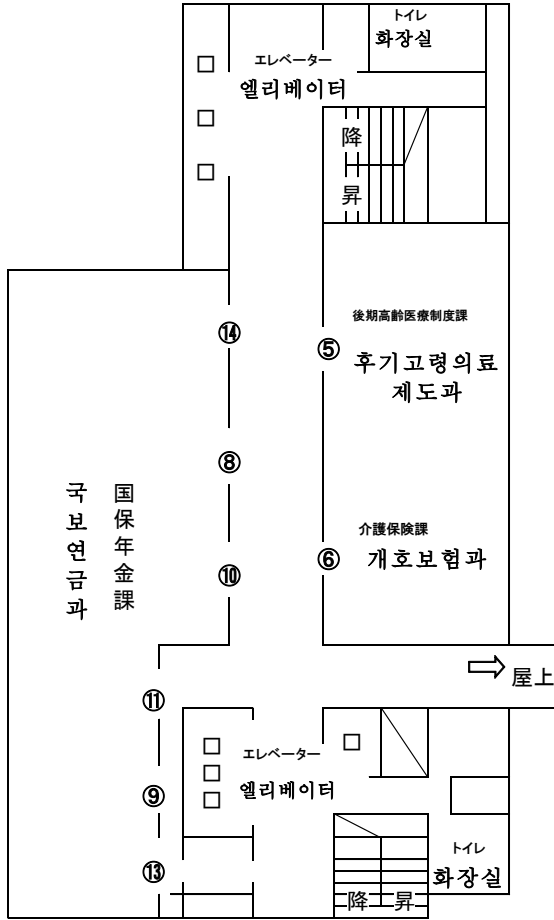 トイレ
화장실
エレベーター
엘리베이터
降
昇
後期高齢医療制度課
⑭
⑤
후기고령의료
제도과
⑧
국보연금과
国保年金課
介護保険課
⑥
개호보험과
⑩
屋上
⑪
エレベーター
엘리베이터
⑨
トイレ
화장실
⑬
降
昇